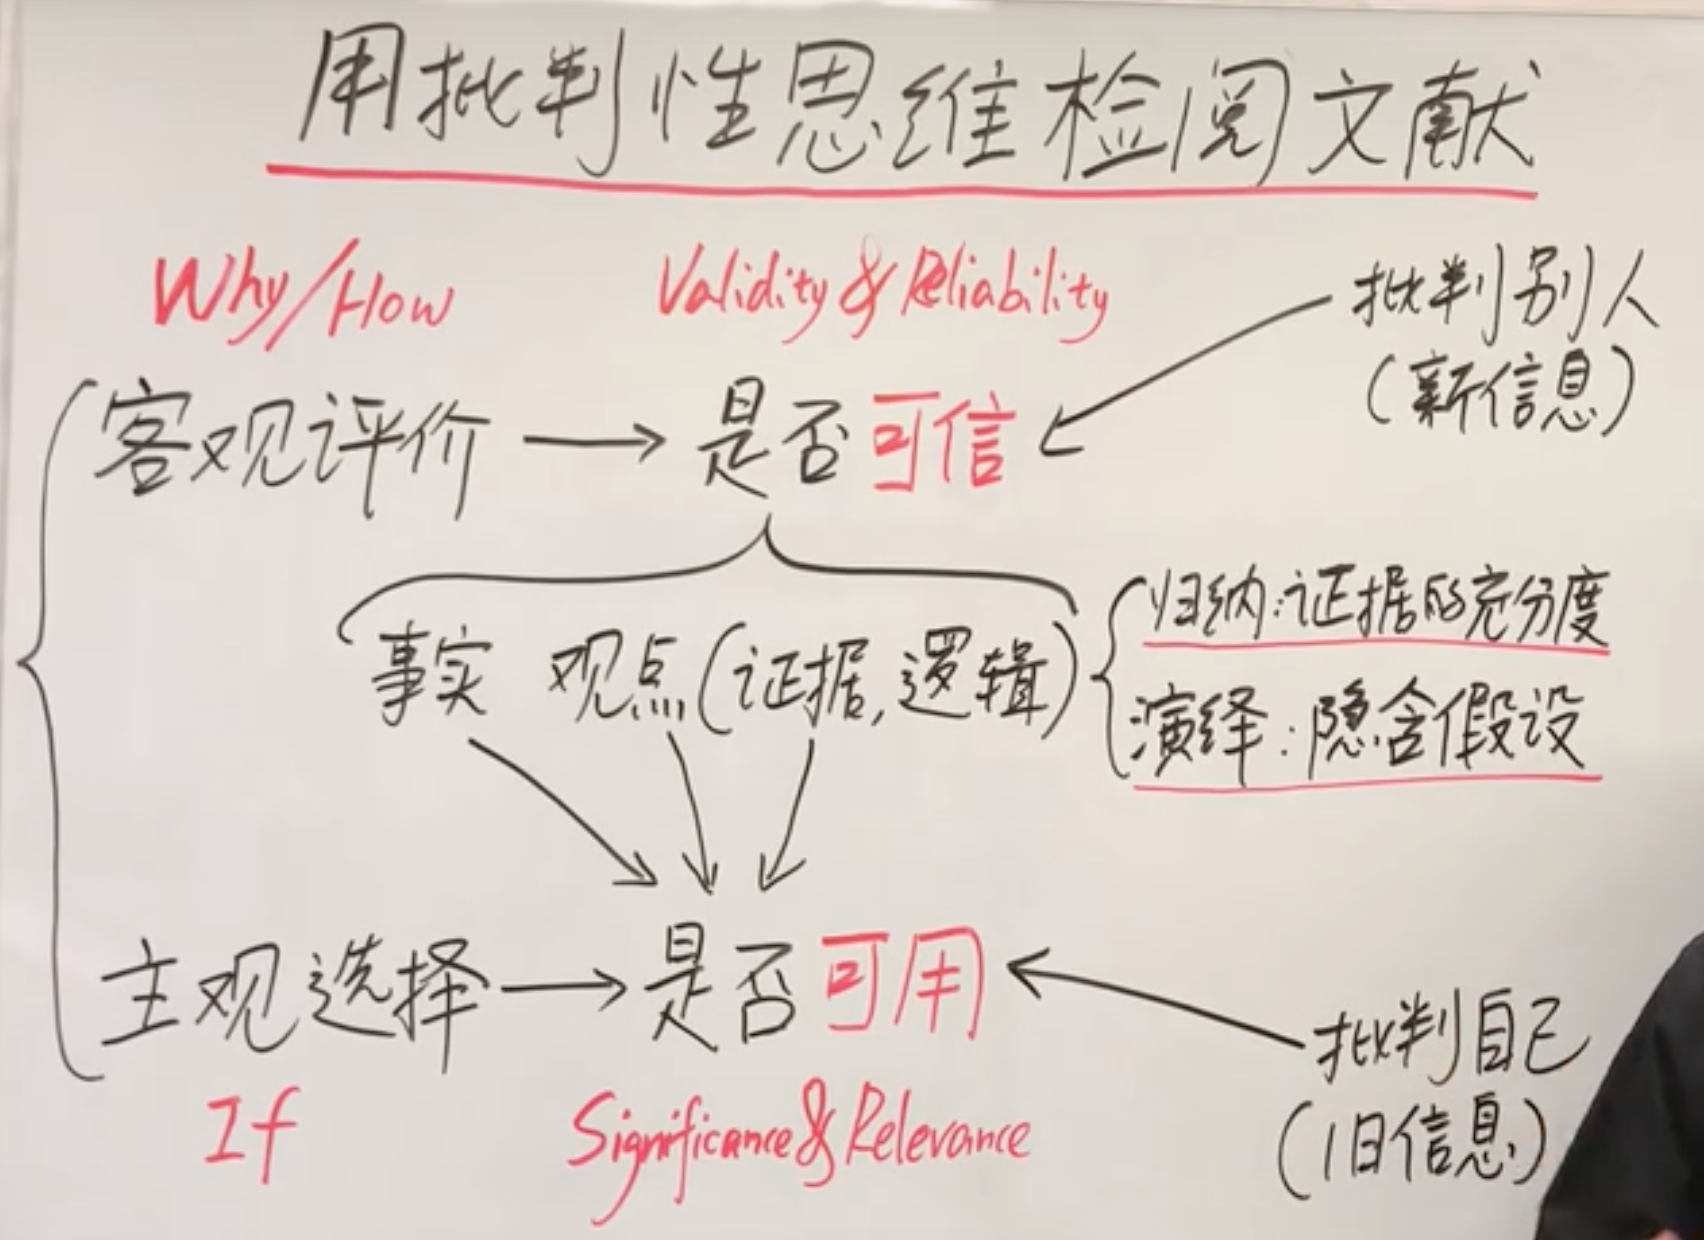 用批判性思维检阅文献
Why/How
Validity & Reliability
批判别人
(新信息)
客观评价 → 是否可信
事实 观点(证据,逻辑)
归纳:证据的充分度
演绎:隐含假设
主观选择 → 是否可用
批判自己
(旧信息)
If
Significance & Relevance